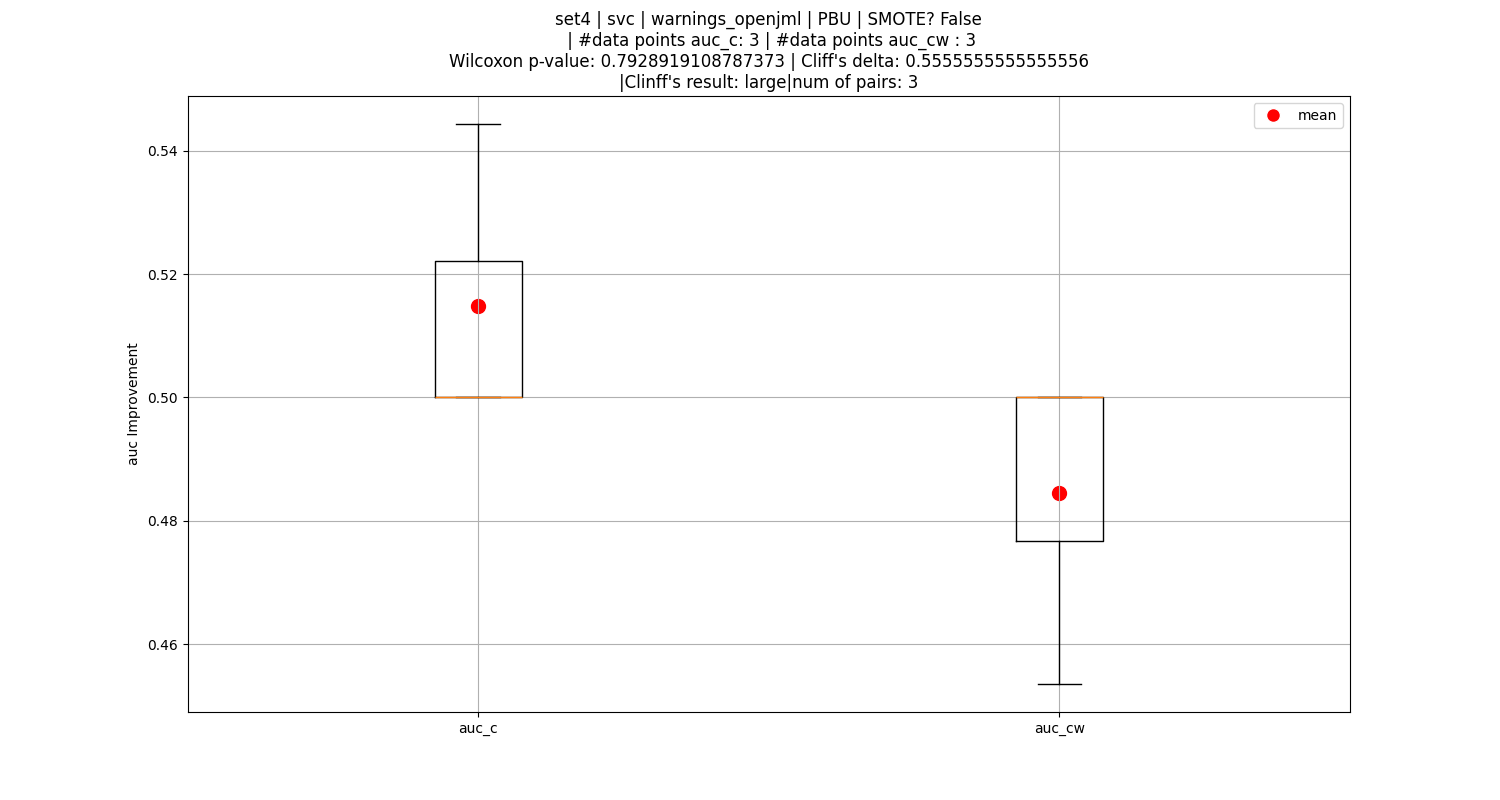 set4 | svc | warnings_openjml | PBU | SMOTE? False
| #data points auc_c: 3 | #data points auc_cw : 3
Wilcoxon p-value: 0.7928919108787373 | Cliff's delta: 0.5555555555555556
|Clinff's result: large|num of pairs: 3
mean
0.54
0.52
0.50
0.48
0.46
auc Improvement
auc_c
auc_cw